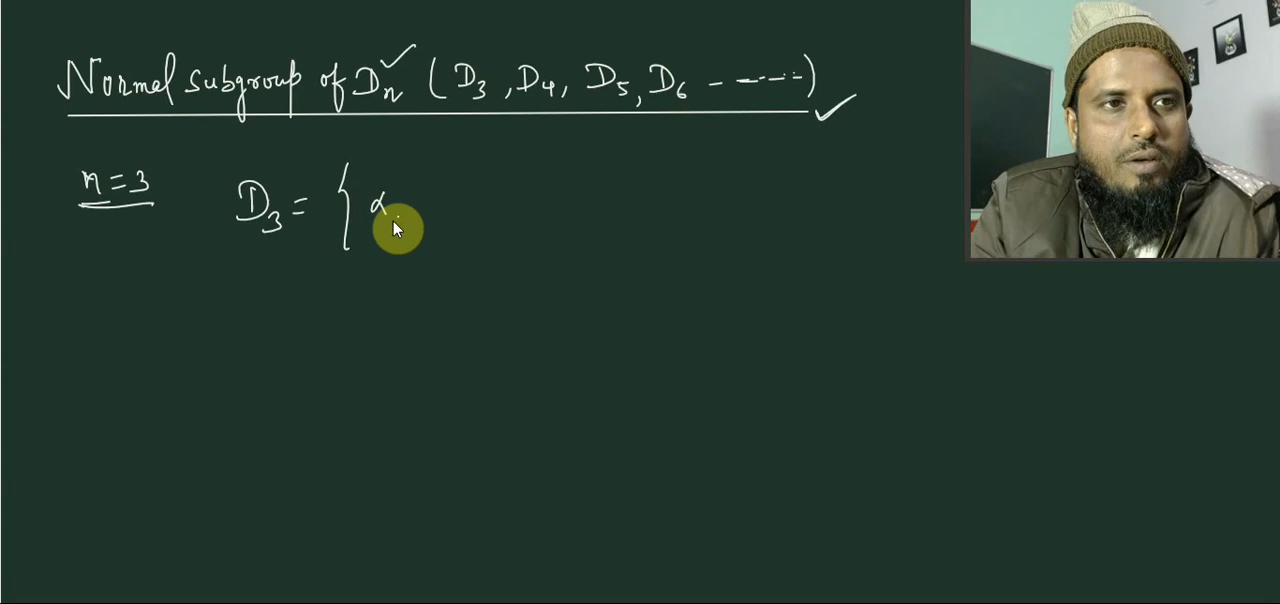 Normal subgroup of Dₙ ( D₃ , D₄, D₅, D₆ - ---- )
n = 3 D₃ = { α